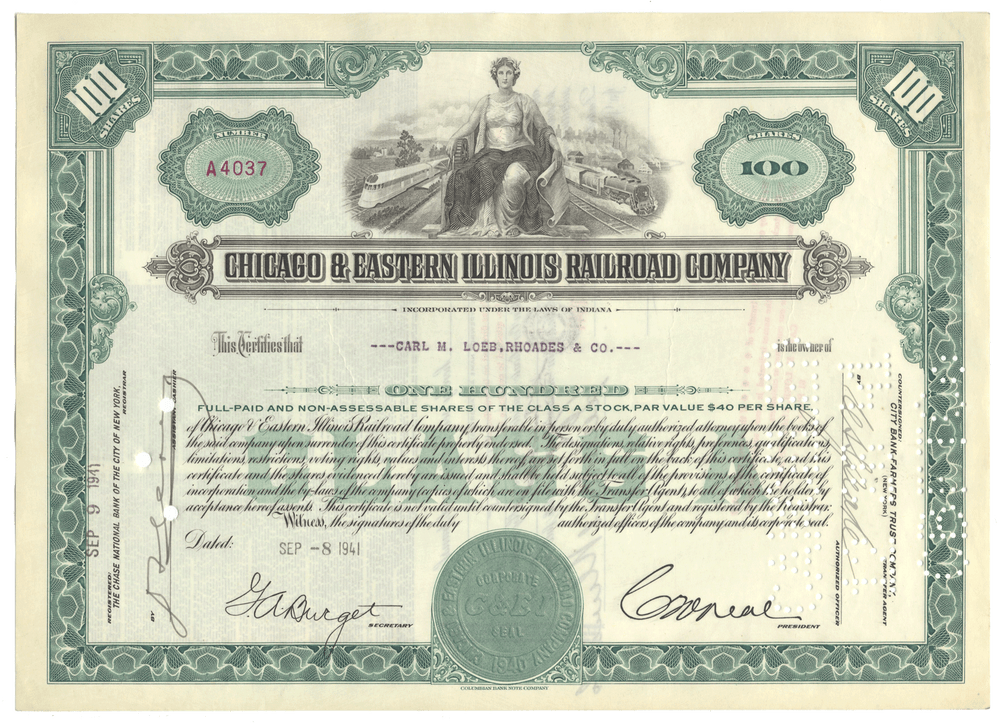 100 SHARES
100 SHARES
NUMBER
A4037
SHARES
100
CHICAGO & EASTERN ILLINOIS RAILROAD COMPANY
INCORPORATED UNDER THE LAWS OF INDIANA
This Certifies that ---CARL M. LOEB,RHOADES & CO.--- is the owner of
ONE HUNDRED
FULL-PAID AND NON-ASSESSABLE SHARES OF THE CLASS A STOCK, PAR VALUE $40 PER SHARE,
Chicago & Eastern Illinois Railroad Company, transferable in person or by duly authorized attorney upon the books of
the said company upon surrender of this certificate properly endorsed. The designations, relative rights, preferences, qualifications,
limitations, restrictions, voting rights, values and interests thereof, are set forth in full on the back of this certificate, and this
certificate and the shares evidenced hereby are issued and shall be held subject to all of the provisions of the certificate of
incorporation and the by-laws of the company (copies of which are on file with the Transfer Agent), to all of which the holder, by
acceptance hereof, assents. This certificate is not valid until countersigned by the Transfer Agent and registered by the Registrar.
Witness, the signatures of the duly authorized officers of the company and its corporate seal.
CLASS A
Dated: SEP -8 1941
G A Burget
SECRETARY
PRESIDENT
CHICAGO & EASTERN ILLINOIS RAILROAD COMPANY
CORPORATE
C&EI
SEAL
1940
COLUMBIAN BANK NOTE COMPANY
SEP 9 1941
REGISTERED:
THE CHASE NATIONAL BANK OF THE CITY OF NEW YORK,
REGISTRAR
BY
ASSISTANT CASHIER
COUNTERSIGNED:
CITY BANK FARMERS TRUST COMPANY,
(NEW YORK)
TRANSFER AGENT
BY
AUTHORIZED OFFICER